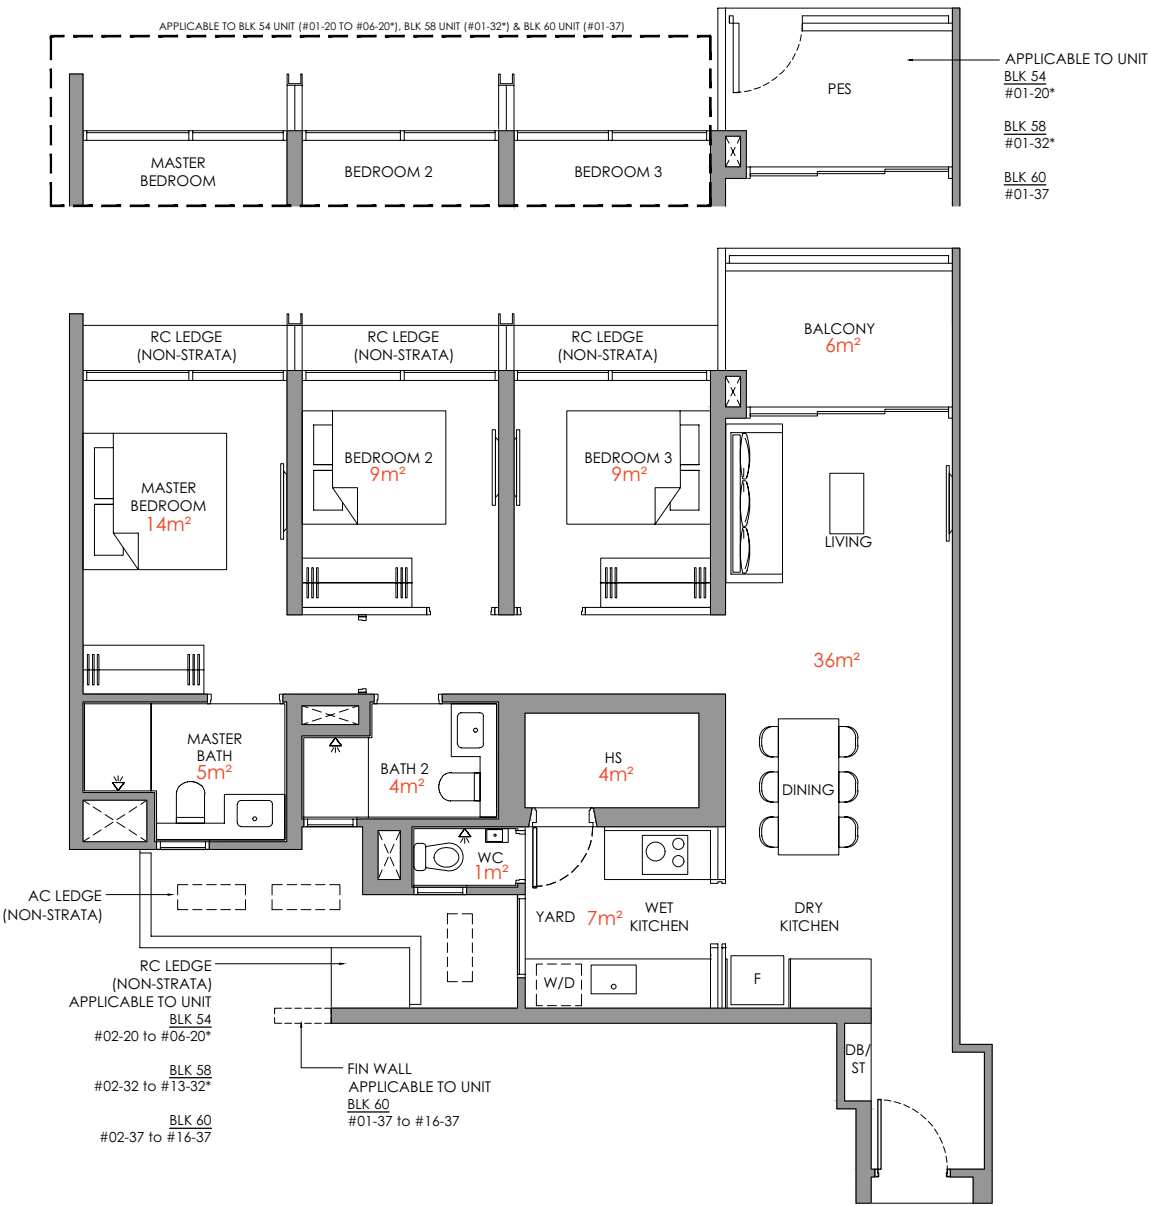 APPLICABLE TO BLK 54 UNIT (#01-20 TO #06-20*), BLK 58 UNIT (#01-32*) & BLK 60 UNIT (#01-37)
APPLICABLE TO UNIT
BLK 54
#01-20*
BLK 58
#01-32*
BLK 60
#01-37
PES
MASTER
BEDROOM
BEDROOM 2
BEDROOM 3
RC LEDGE
(NON-STRATA)
RC LEDGE
(NON-STRATA)
RC LEDGE
(NON-STRATA)
BALCONY
6m²
MASTER
BEDROOM
14m²
BEDROOM 2
9m²
BEDROOM 3
9m²
LIVING
36m²
MASTER
BATH
5m²
BATH 2
4m²
HS
4m²
DINING
WC
1m²
AC LEDGE
(NON-STRATA)
YARD
7m²
WET
KITCHEN
DRY
KITCHEN
W/D
F
RC LEDGE
(NON-STRATA)
APPLICABLE TO UNIT
BLK 54
#02-20 to #06-20*
BLK 58
#02-32 to #13-32*
BLK 60
#02-37 to #16-37
FIN WALL
APPLICABLE TO UNIT
BLK 60
#01-37 to #16-37
DB/
ST